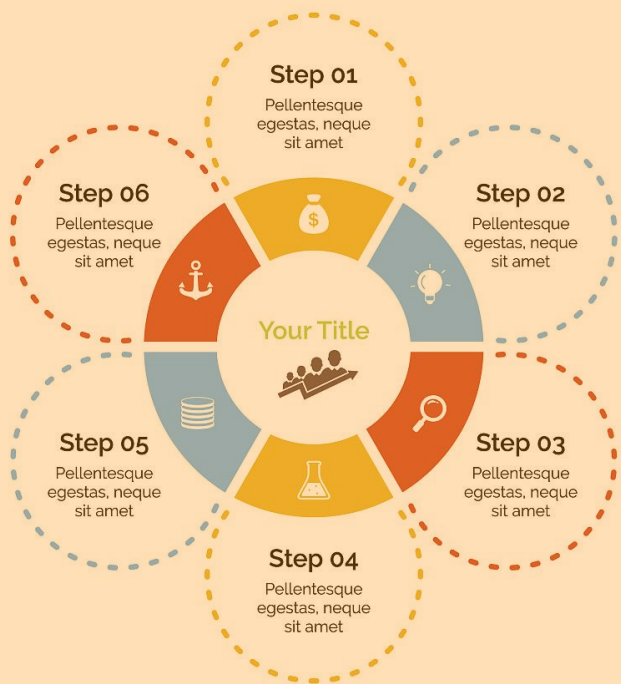 Step 01
Pellentesque
egestas, neque
sit amet
Step 02
Pellentesque
egestas, neque
sit amet
Step 03
Pellentesque
egestas, neque
sit amet
Step 04
Pellentesque
egestas, neque
sit amet
Step 05
Pellentesque
egestas, neque
sit amet
Step 06
Pellentesque
egestas, neque
sit amet
$
Your Title